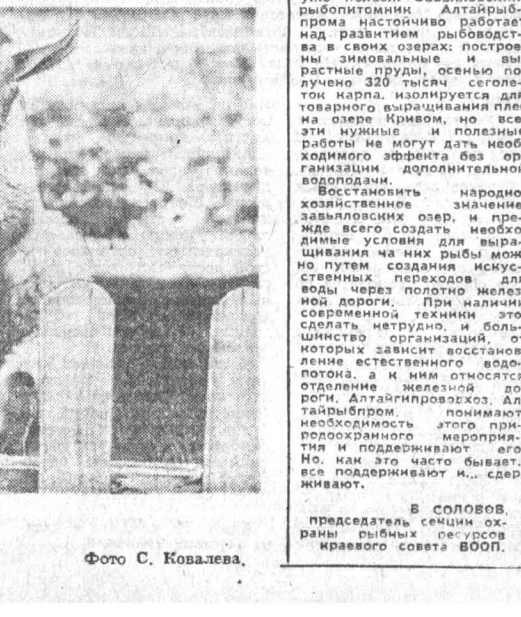 рыбопитомник Алтайрыб-
прома настойчиво работае
над развитием рыбоводст-
ва в своих озерах: построе
ны зимовальные и вы
растные пруды, осенью по
лучено 320 тысяч сеголе-
ток карпа, изолируется для
товарного выращивания пле
на озере Кривом, но все
эти нужные и полезные
работы не могут дать необ
ходимого эффекта без ор
ганизации дополнительной
водоподачи.
Восстановить народно
хозяйственное значение
завьяловских озер, и пре-
жде всего создать необхо
димые условия для выра-
щивания на них рыбы мож
но путем создания искус-
ственных переходов для
воды через полотно желез
ной дороги. При наличии
современной техники это
сделать нетрудно, и боль-
шинство организаций, от
которых зависит восстанов
ление естественного водо-
потока, а к ним относятся
отделение железной до
роги, Алтайгипроводхоз, Ал
тайрыбпром, понимают
необходимость этого при-
родоохранного мероприя-
тия и поддерживают его
Но, как это часто бывает,
все поддерживают и... сдер
живают.
В СОЛОВОВ,
председатель секции ох-
раны рыбных ресурсов
краевого совета ВООП.
Фото С. Ковалева.